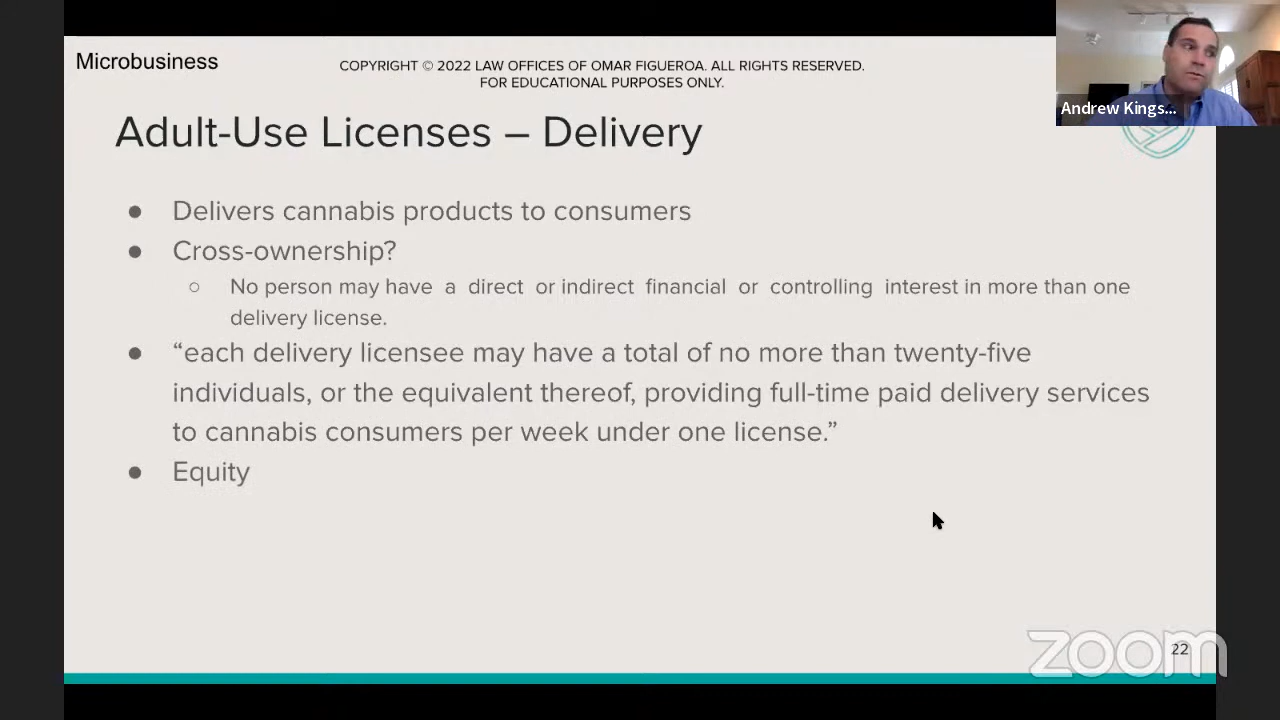 Microbusiness
COPYRIGHT © 2022 LAW OFFICES OF OMAR FIGUEROA. ALL RIGHTS RESERVED.
FOR EDUCATIONAL PURPOSES ONLY.
Andrew Kings...
Adult-Use Licenses – Delivery
● Delivers cannabis products to consumers
● Cross-ownership?
○ No person may have a direct or indirect financial or controlling interest in more than one
delivery license.
● “each delivery licensee may have a total of no more than twenty-five
individuals, or the equivalent thereof, providing full-time paid delivery services
to cannabis consumers per week under one license.”
● Equity
zoom
22